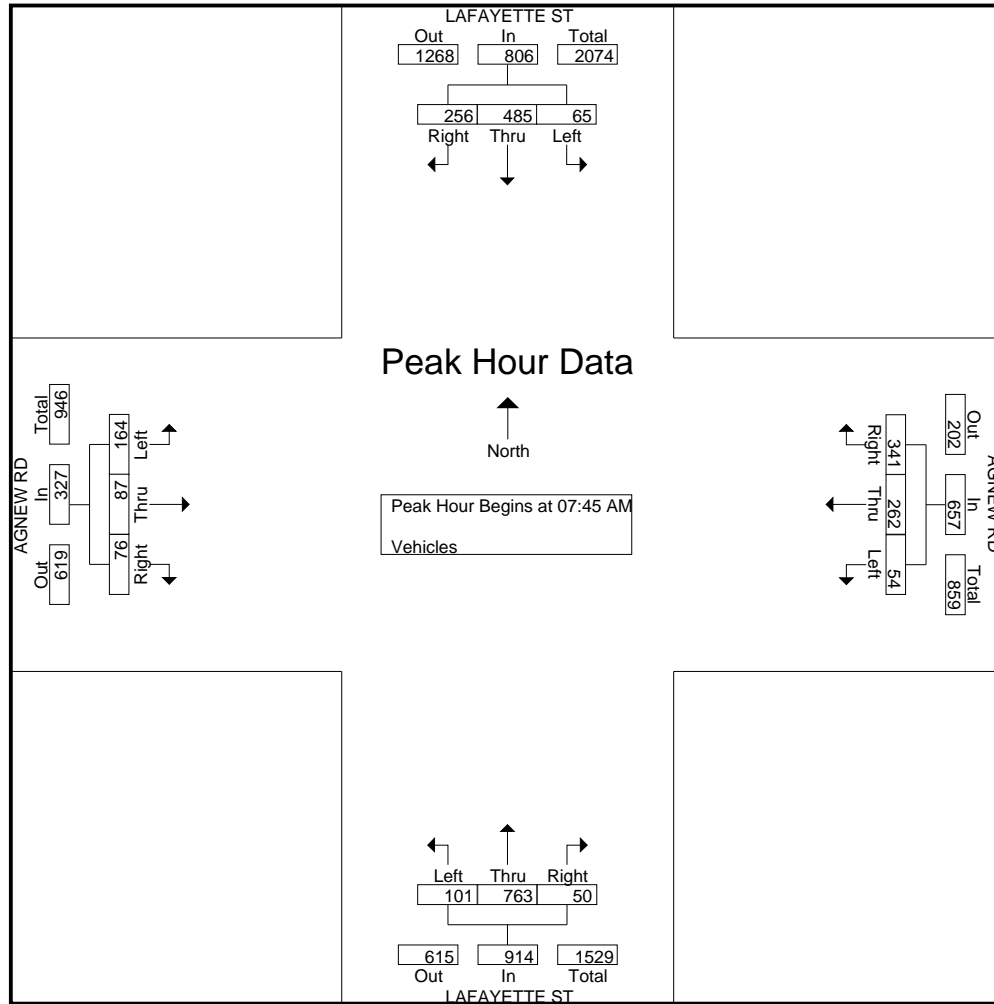 LAFAYETTE ST
Out In Total
1268 806 2074
256 485 65
Right Thru Left
Peak Hour Data
North
Peak Hour Begins at 07:45 AM
Vehicles
AGNEW RD
Total In Out
946 327 619
164 87 76
Left Thru Right
AGNEW RD
Out In Total
202 657 859
341 262 54
Right Thru Left
Left Thru Right
101 763 50
615 914 1529
Out In Total
LAFAYETTE ST